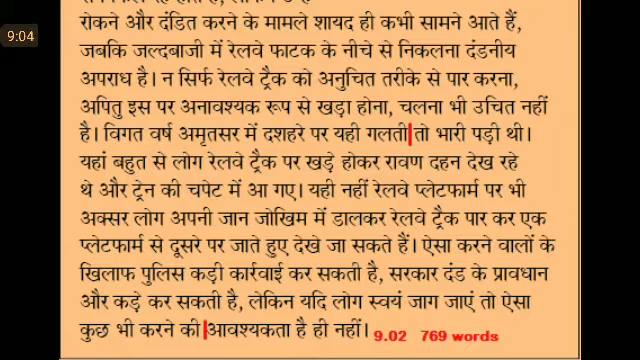 9:04
रोकने और दंडित करने के मामले शायद ही कभी सामने आते हैं,
जबकि जल्दबाजी में रेलवे फाटक के नीचे से निकलना दंडनीय
अपराध है। न सिर्फ रेलवे ट्रैक को अनुचित तरीके से पार करना,
अपितु इस पर अनावश्यक रूप से खड़ा होना, चलना भी उचित नहीं
है। विगत वर्ष अमृतसर में दशहरे पर यही गलती तो भारी पड़ी थी।
यहां बहुत से लोग रेलवे ट्रैक पर खड़े होकर रावण दहन देख रहे
थे और ट्रेन की चपेट में आ गए। यही नहीं रेलवे प्लेटफार्म पर भी
अक्सर लोग अपनी जान जोखिम में डालकर रेलवे ट्रैक पार कर एक
प्लेटफार्म से दूसरे पर जाते हुए देखे जा सकते हैं। ऐसा करने वालों के
खिलाफ पुलिस कड़ी कार्रवाई कर सकती है, सरकार दंड के प्रावधान
और कड़े कर सकती है, लेकिन यदि लोग स्वयं जाग जाएं तो ऐसा
कुछ भी करने की आवश्यकता है ही नहीं। 9.02 769 words